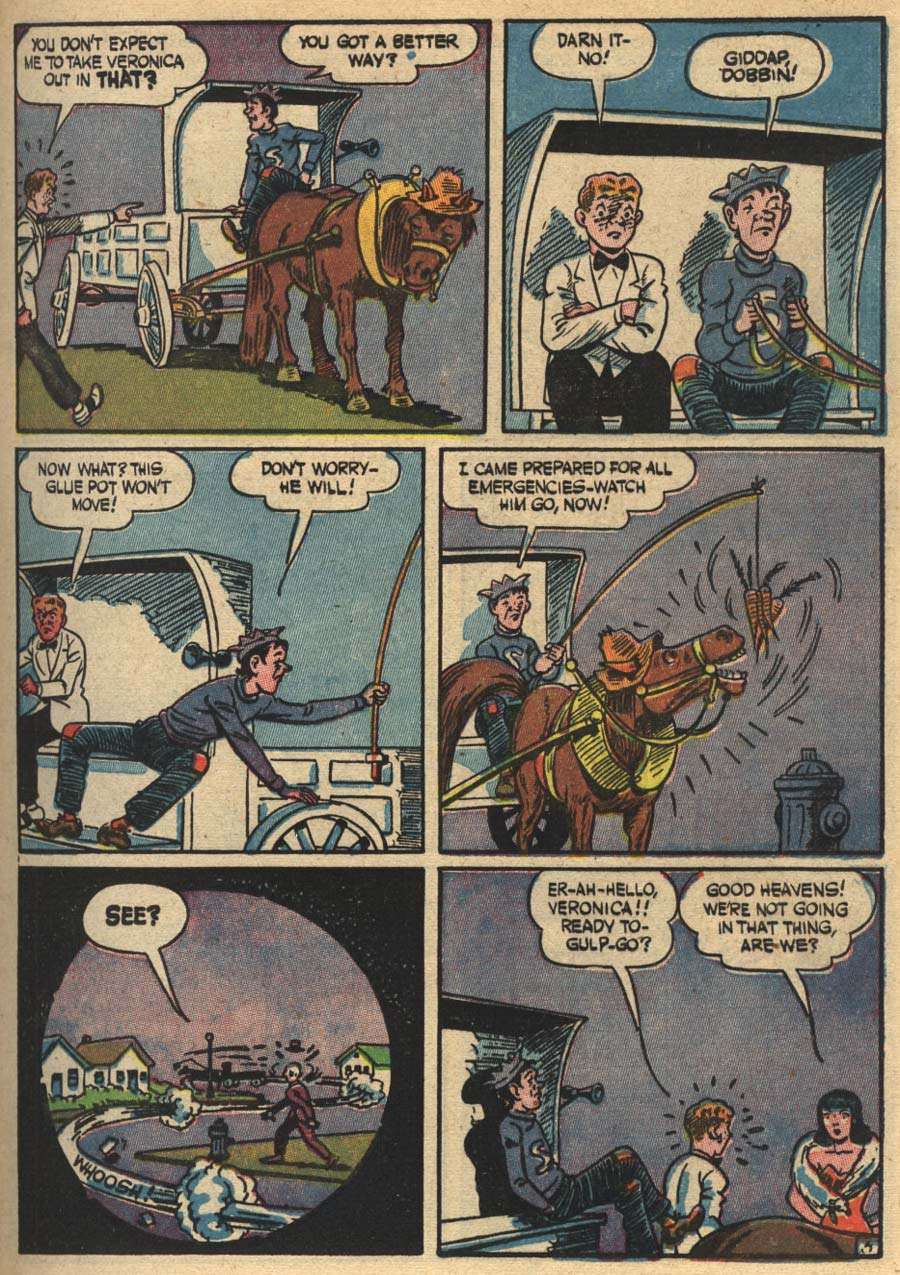 YOU DON'T EXPECT
ME TO TAKE VERONICA
OUT IN THAT?
YOU GOT A BETTER
WAY?
S
DARN IT-
NO!
GIDDAP,
DOBBIN!
S
NOW WHAT? THIS
GLUE POT WON'T
MOVE!
DON'T WORRY-
HE WILL!
I CAME PREPARED FOR ALL
EMERGENCIES-WATCH
HIM GO, NOW!
S
SEE?
WHOOSH!
ER-AH-HELLO,
VERONICA!!
READY TO-
GULP-GO?
GOOD HEAVENS!
WE'RE NOT GOING
IN THAT THING,
ARE WE?
S
4